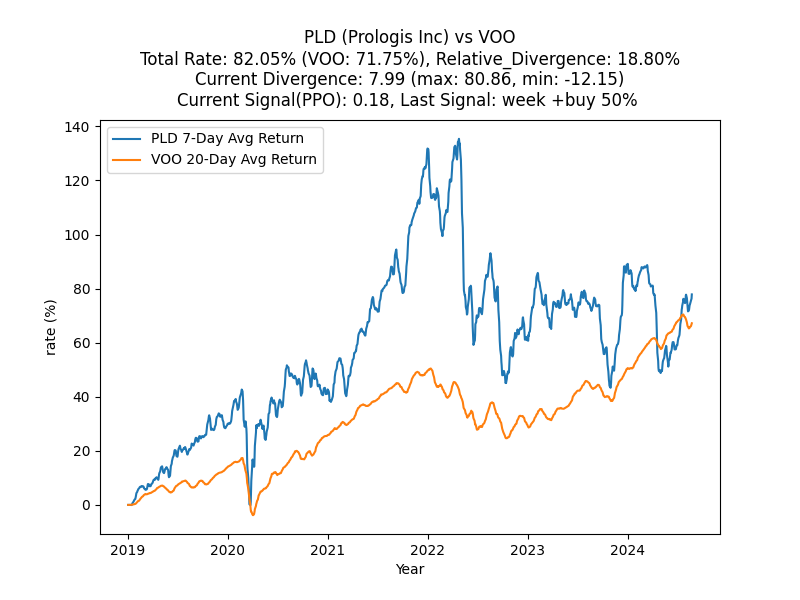 PLD (Prologis Inc) vs VOO
Total Rate: 82.05% (VOO: 71.75%), Relative_Divergence: 18.80%
Current Divergence: 7.99 (max: 80.86, min: -12.15)
Current Signal(PPO): 0.18, Last Signal: week +buy 50%
PLD 7-Day Avg Return
VOO 20-Day Avg Return
140
120
100
80
60
40
20
0
rate (%)
2019 2020 2021 2022 2023 2024
Year